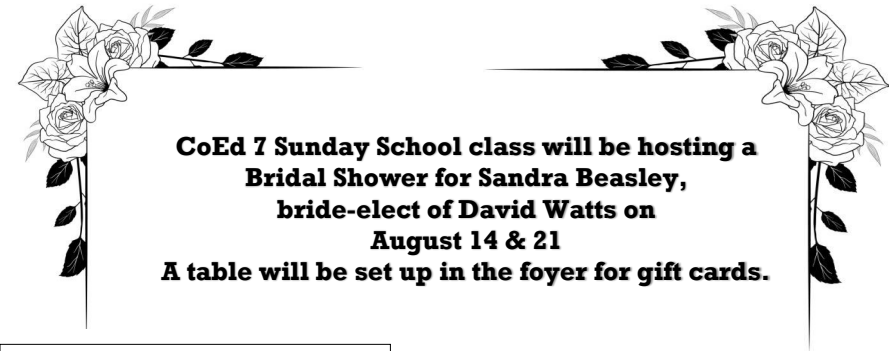 CoEd 7 Sunday School class will be hosting a
Bridal Shower for Sandra Beasley,
bride-elect of David Watts on
August 14 & 21
A table will be set up in the foyer for gift cards.